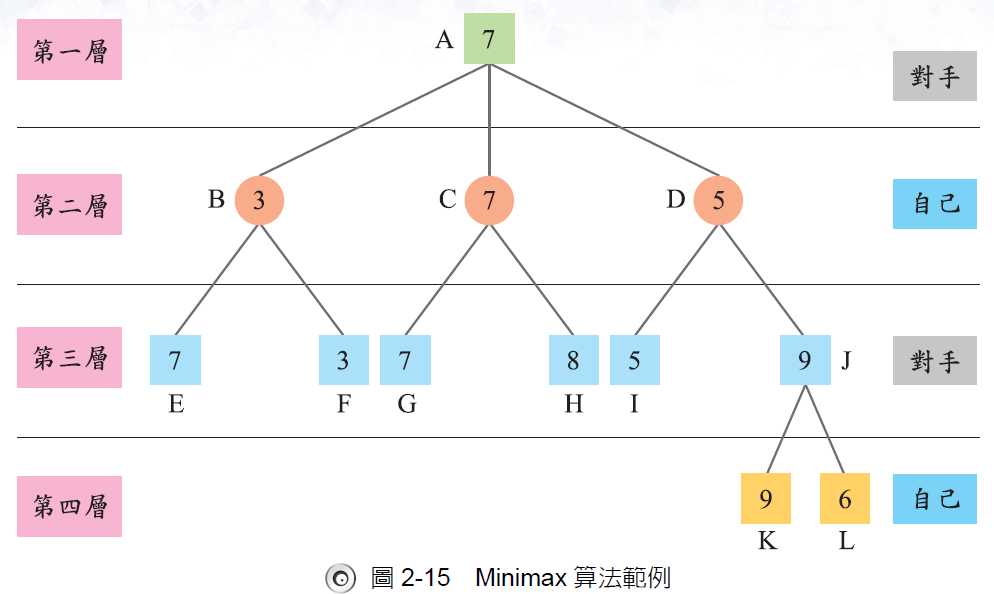 A 7
第一層
對手
第二層
B 3
C 7
D 5
自己
第三層
7 3 7 8 5 9 J
對手
E F G H I
第四層
9 6
自己
K L
圖 2-15 Minimax 算法範例